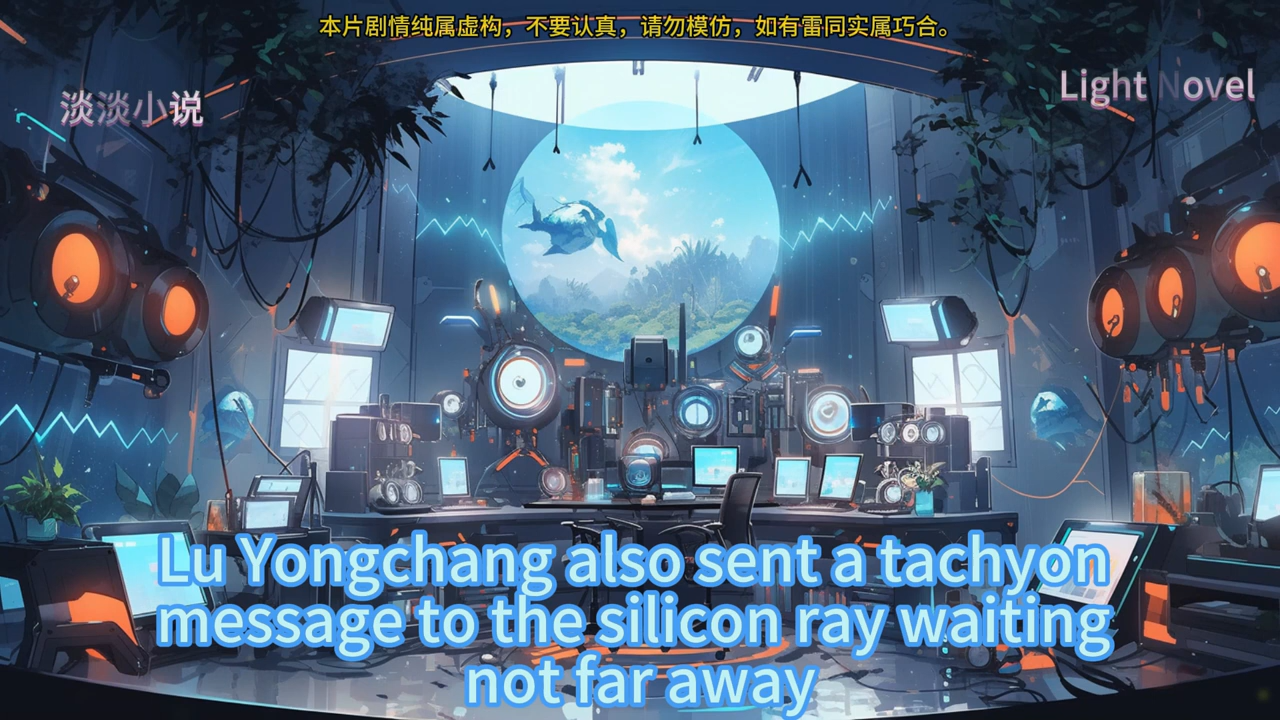 本片剧情纯属虚构，不要认真，请勿模仿，如有雷同实属巧合。
淡淡小说
Light Novel
Lu Yongchang also sent a tachyon
message to the silicon ray waiting
not far away